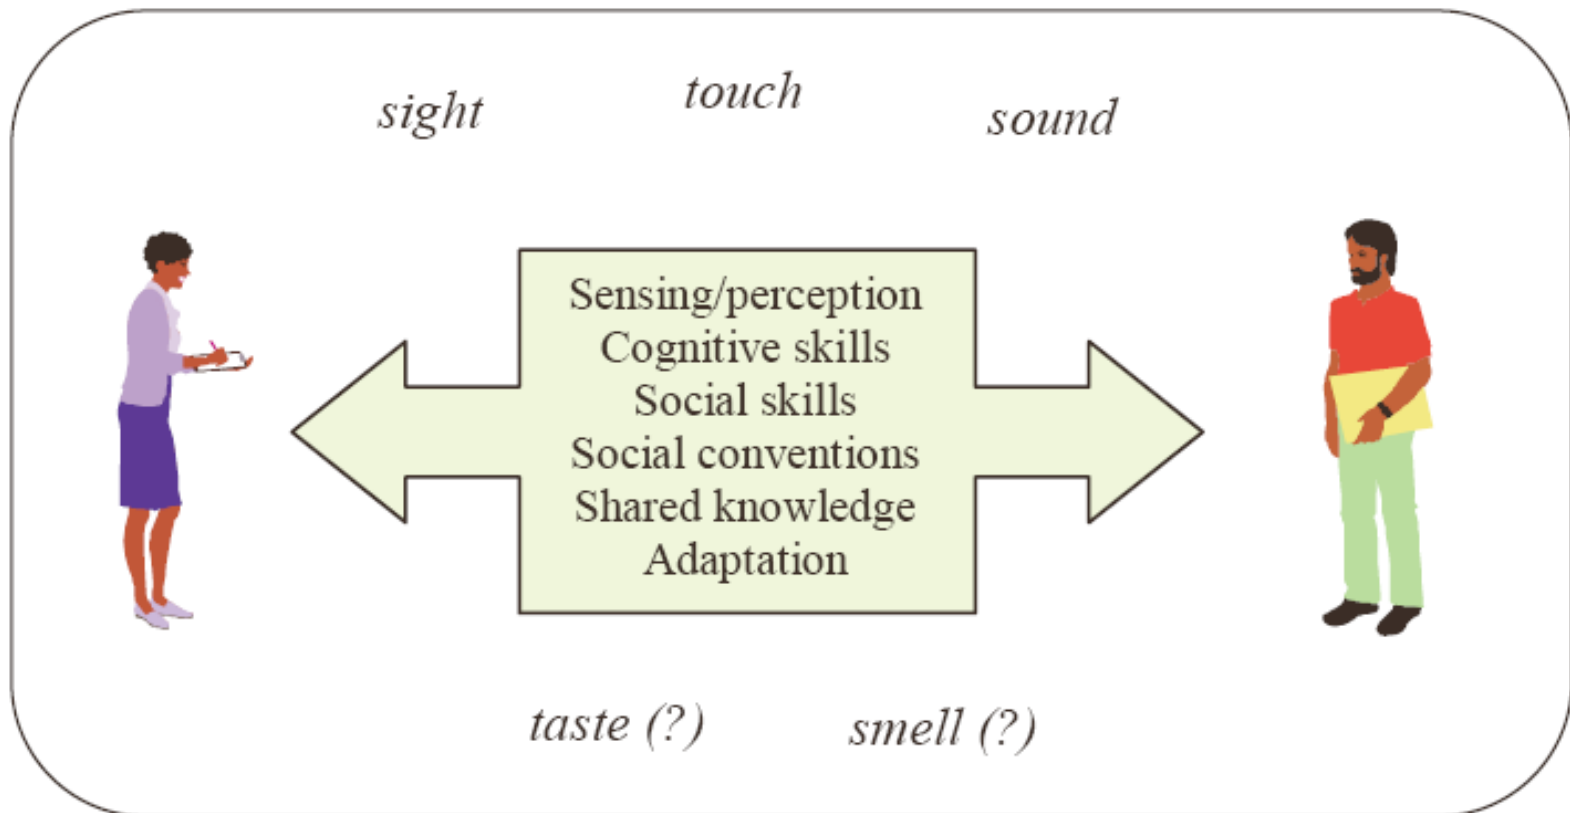 sight
touch
sound
Sensing/perception
Cognitive skills
Social skills
Social conventions
Shared knowledge
Adaptation
taste (?)
smell (?)